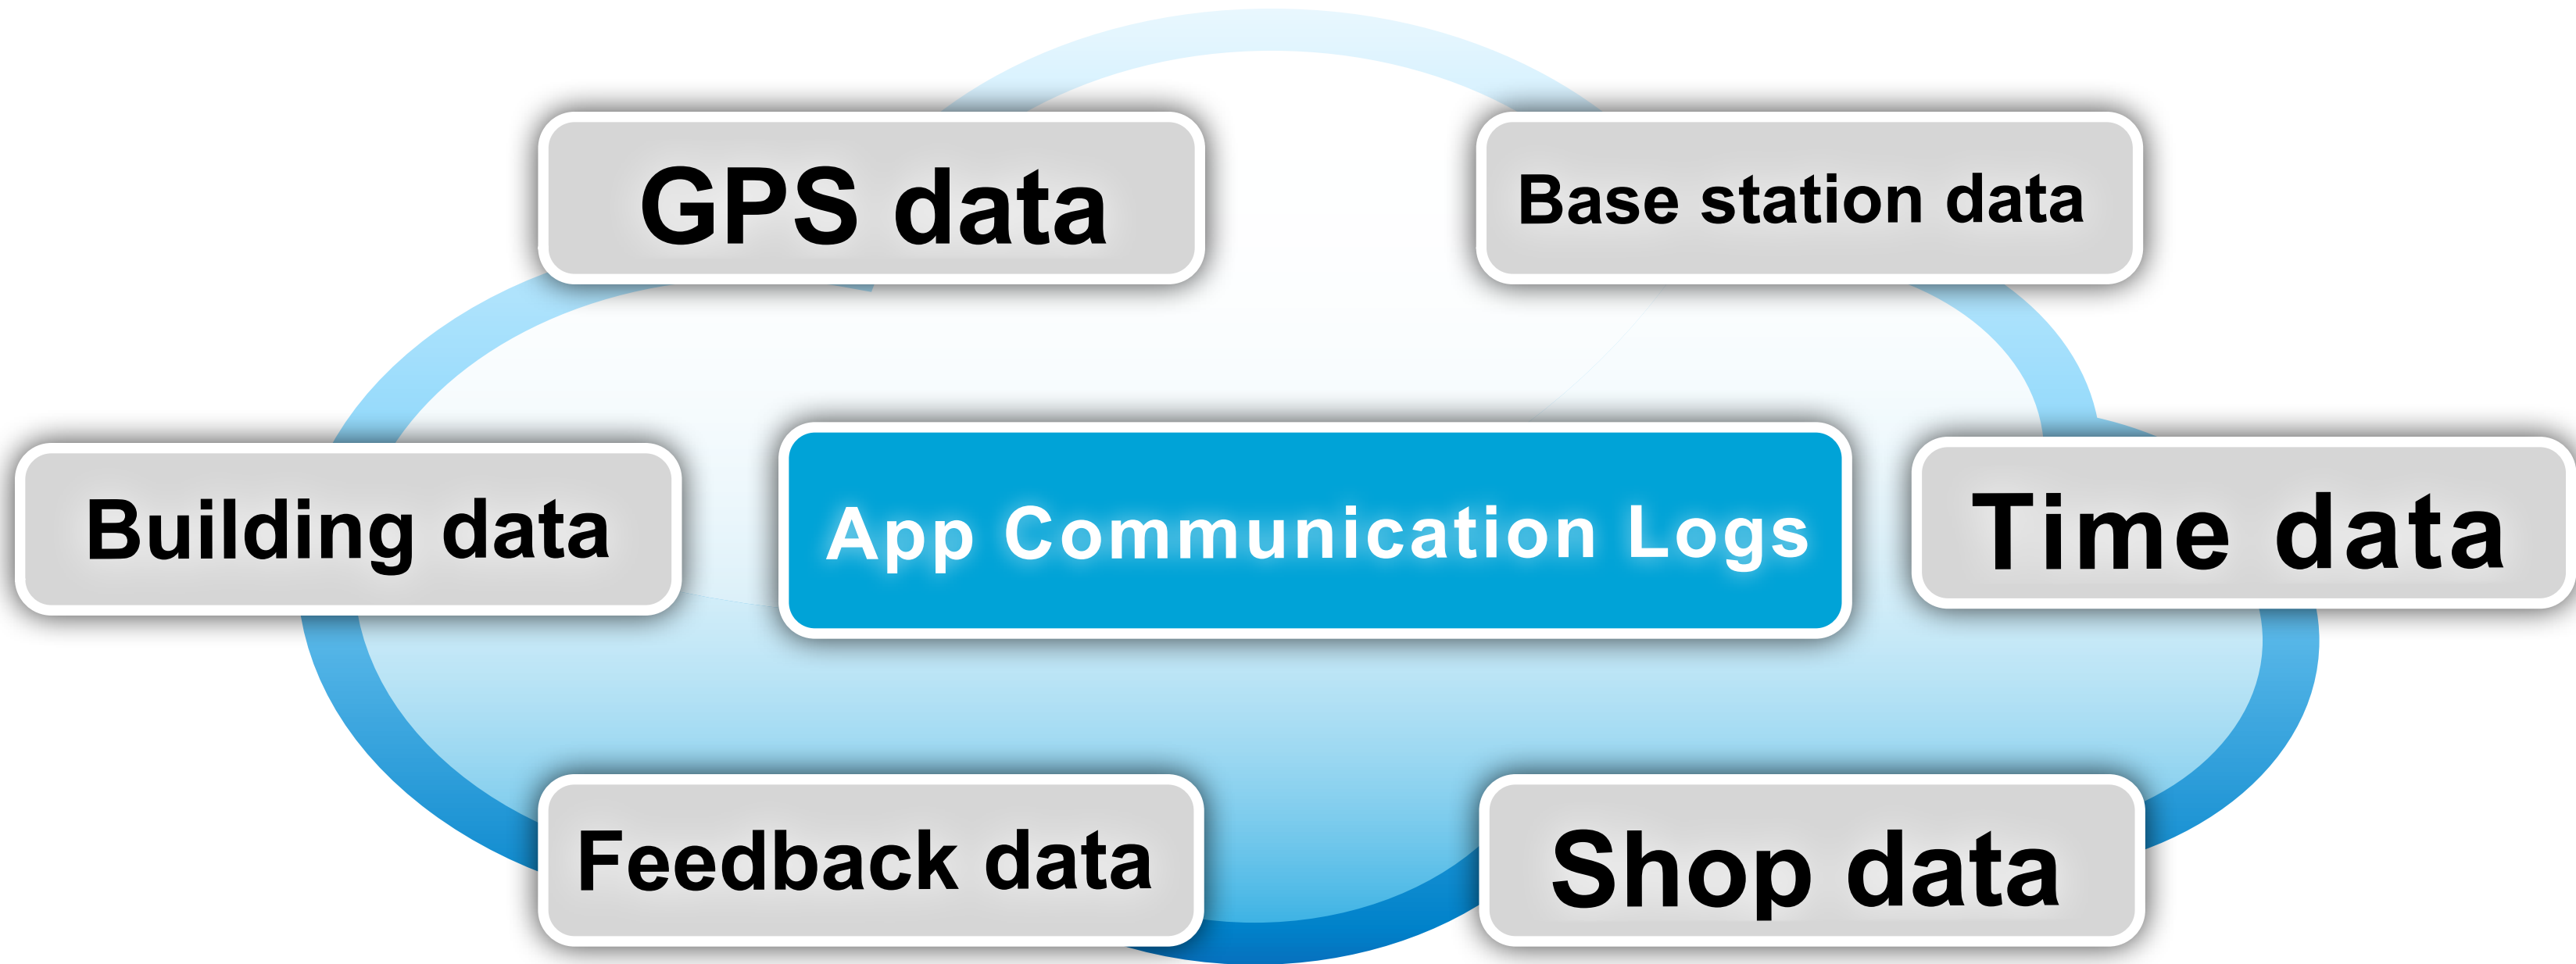 GPS data
Base station data
Building data
App Communication Logs
Time data
Feedback data
Shop data